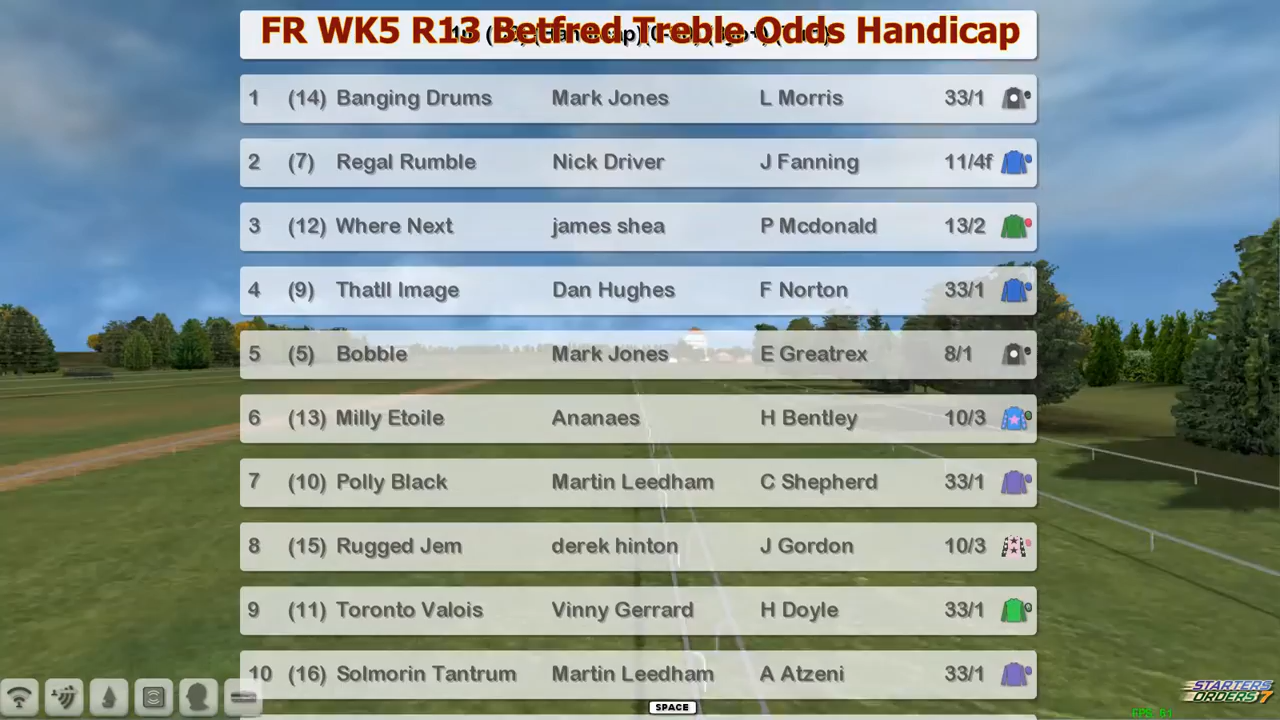 FR WK5 R13 Betfred Treble Odds Handicap
1 (14) Banging Drums Mark Jones L Morris 33/1
2 (7) Regal Rumble Nick Driver J Fanning 11/4f
3 (12) Where Next james shea P Mcdonald 13/2
4 (9) Thatll Image Dan Hughes F Norton 33/1
5 (5) Bobble Mark Jones E Greatrex 8/1
6 (13) Milly Etoile Ananaes H Bentley 10/3
7 (10) Polly Black Martin Leedham C Shepherd 33/1
8 (15) Rugged Jem derek hinton J Gordon 10/3
9 (11) Toronto Valois Vinny Gerrard H Doyle 33/1
10 (16) Solmorin Tantrum Martin Leedham A Atzeni 33/1
SPACE
STARTERS
ORDERS 7